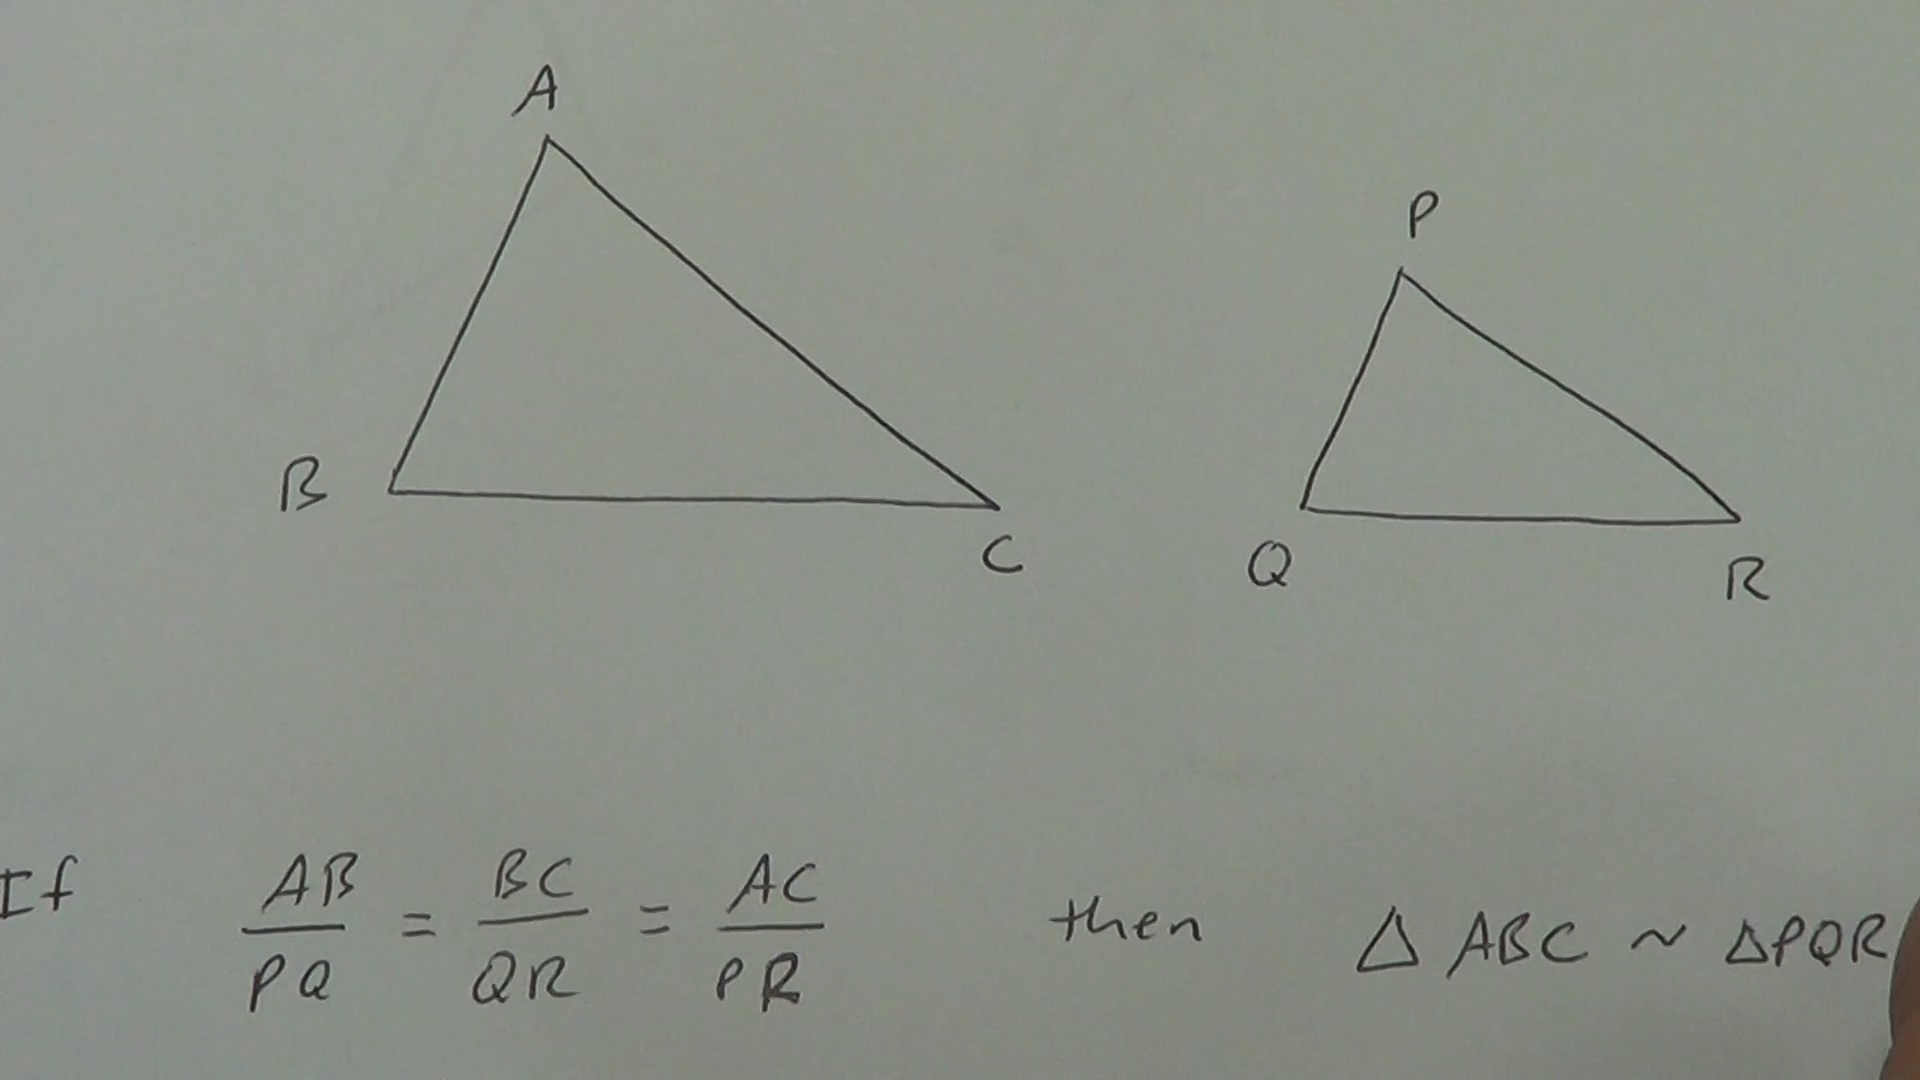 A
P
B
C
Q
R
If AB/PQ = BC/QR = AC/PR then △ ABC ~ △PQR